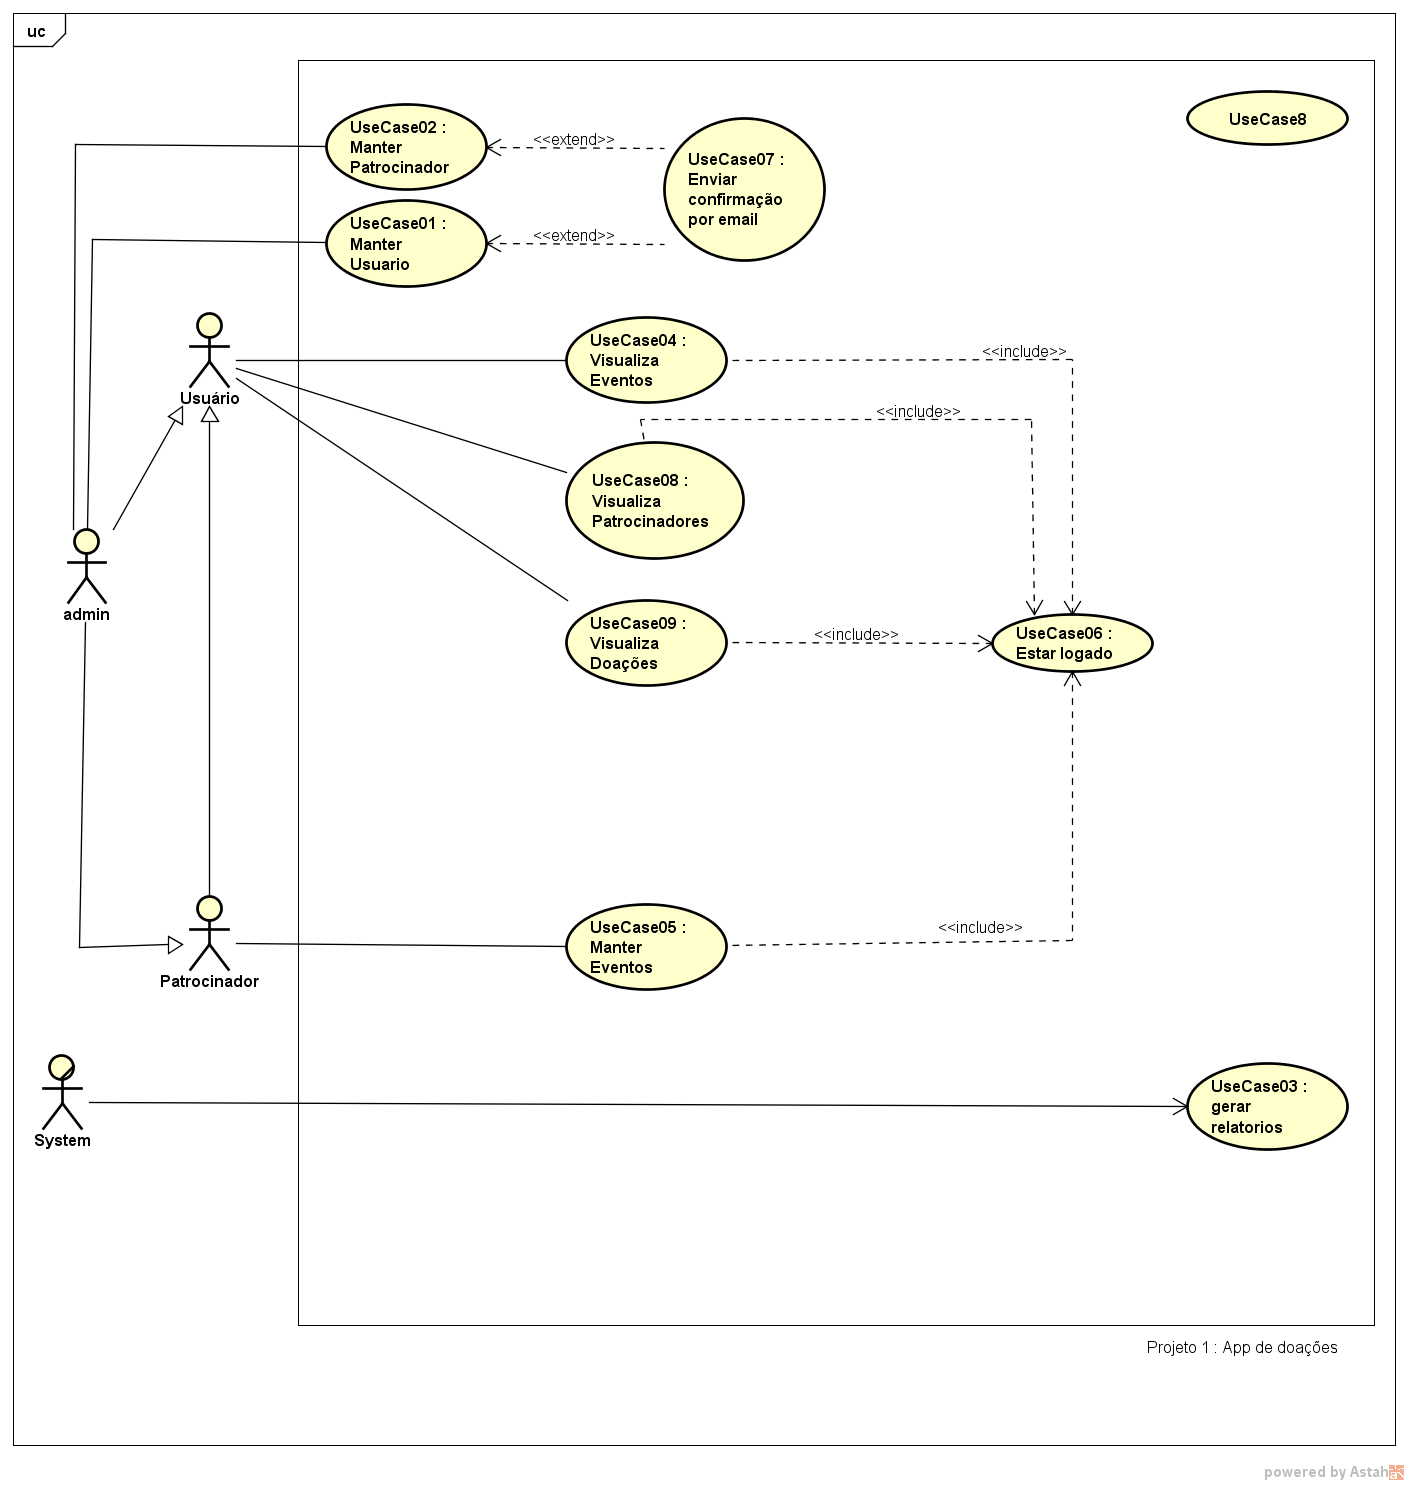 uc
UseCase02 :
Manter
Patrocinador
<<extend>>
UseCase07 :
Enviar
confirmação
por email
UseCase8
UseCase01 :
Manter
Usuario
<<extend>>
Usuário
UseCase04 :
Visualiza
Eventos
<<include>>
<<include>>
UseCase08 :
Visualiza
Patrocinadores
admin
UseCase09 :
Visualiza
Doações
<<include>>
UseCase06 :
Estar logado
Patrocinador
UseCase05 :
Manter
Eventos
<<include>>
System
UseCase03 :
gerar
relatorios
Projeto 1 : App de doações
powered by Astah